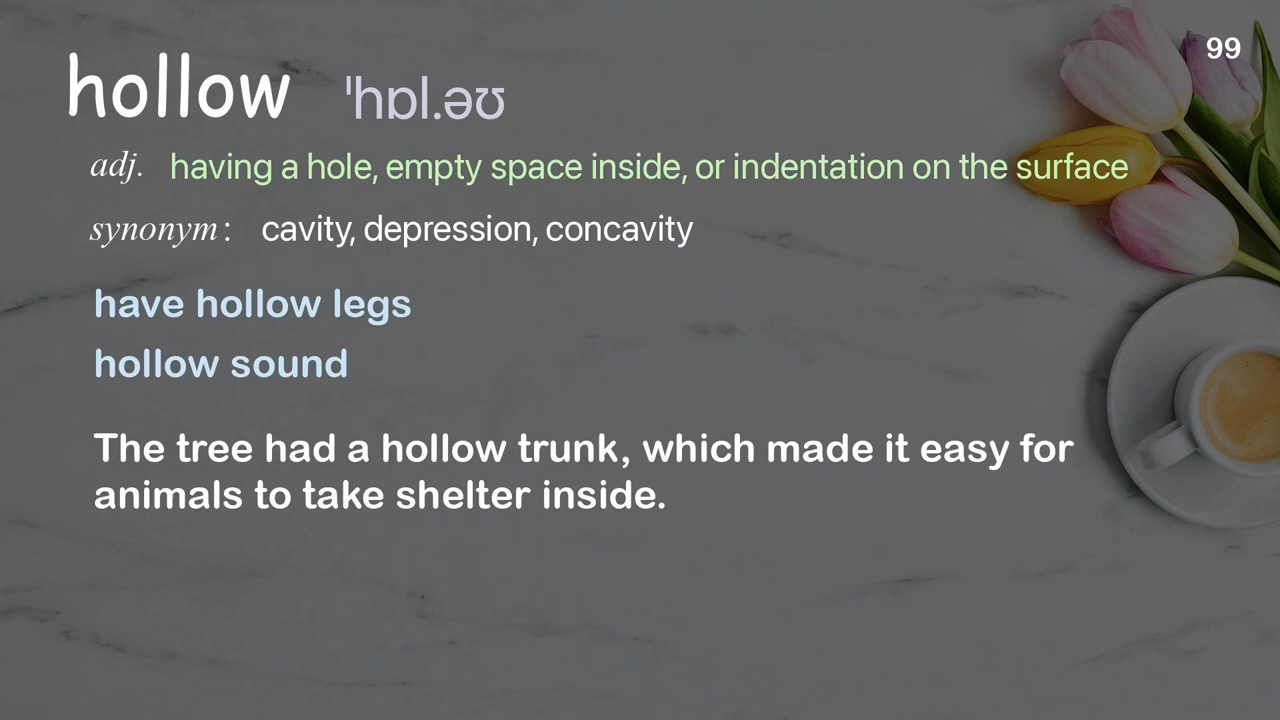 99
hollow ˈhɒl.əʊ
adj. having a hole, empty space inside, or indentation on the surface
synonym : cavity, depression, concavity
have hollow legs
hollow sound
The tree had a hollow trunk, which made it easy for
animals to take shelter inside.